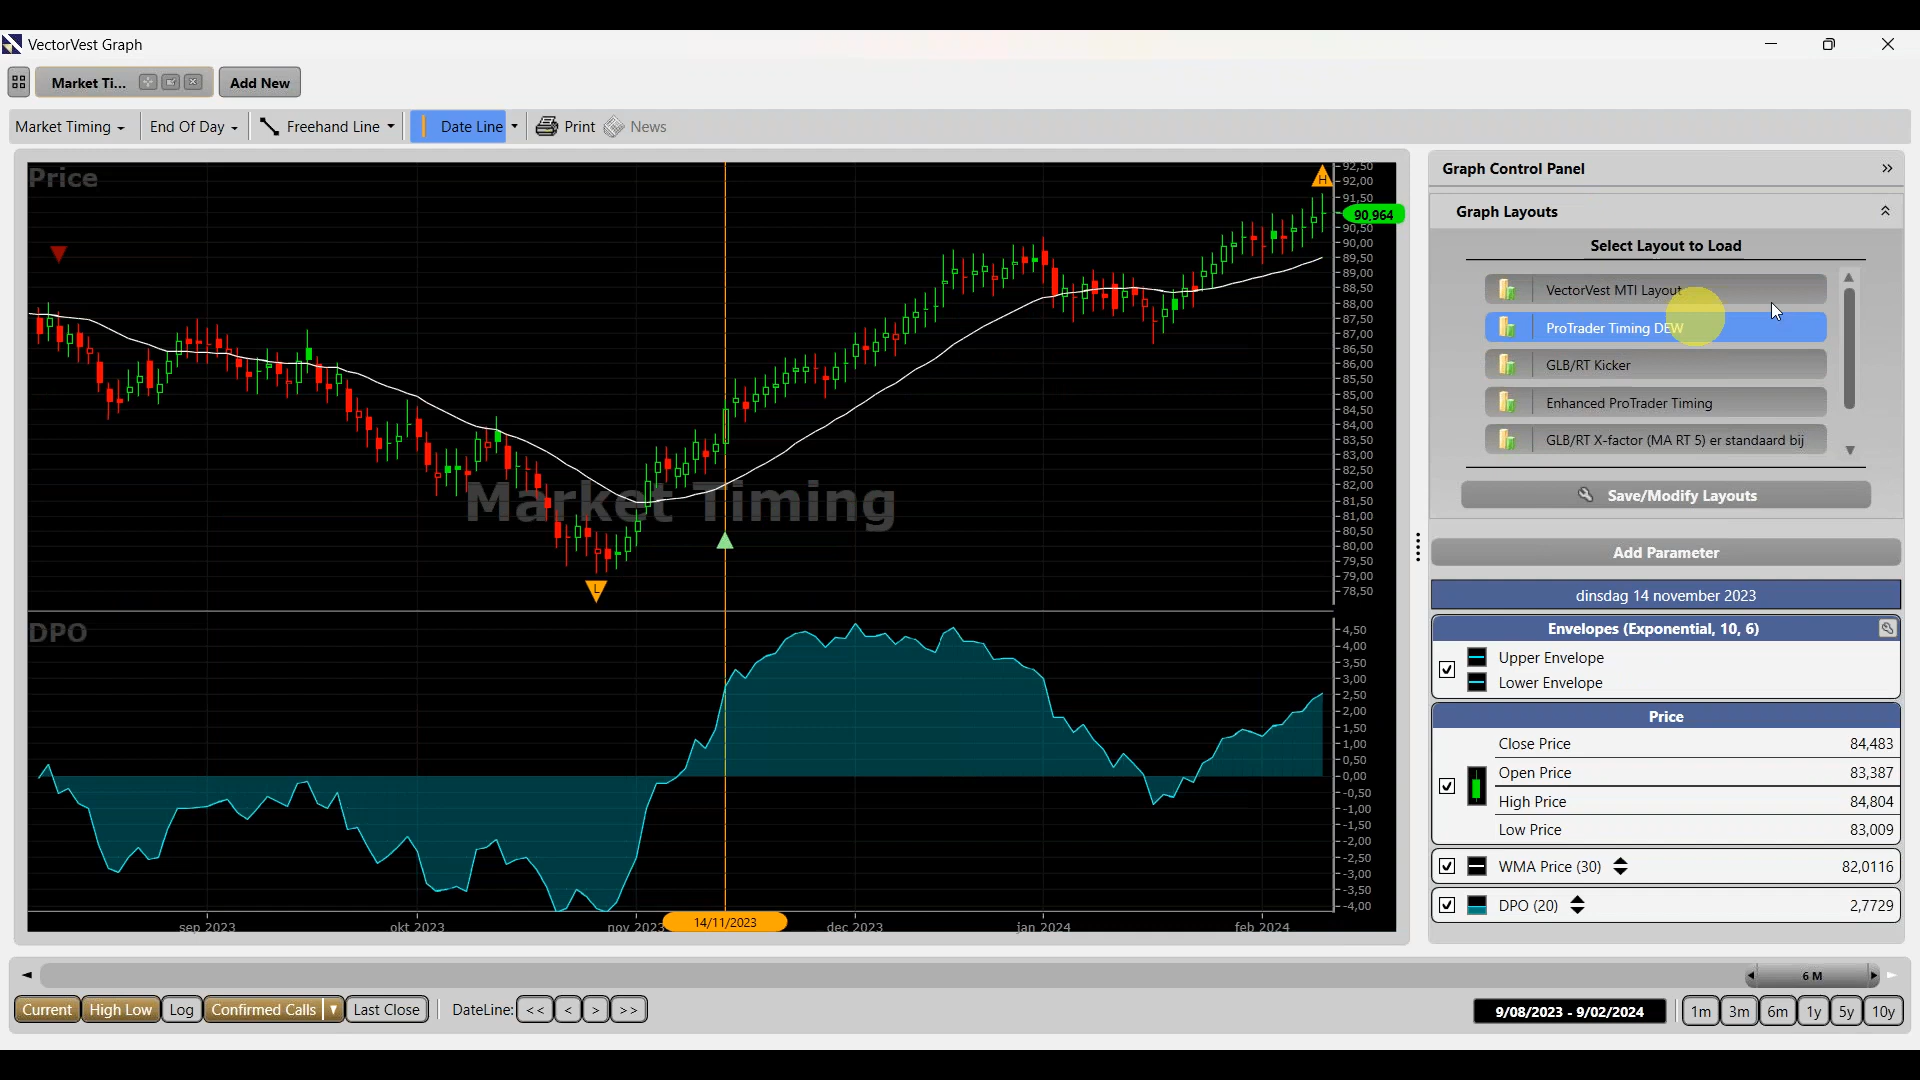 VectorVest Graph
Market Ti...
Add New
Market Timing
End Of Day
Freehand Line
Date Line
Print
News
Price
H
92,50
92,00
91,50
90,964
90,50
90,00
89,50
89,00
88,50
88,00
87,50
87,00
86,50
86,00
85,50
85,00
84,50
84,00
83,50
83,00
82,50
82,00
81,50
81,00
80,50
80,00
79,50
79,00
78,50
Market Timing
L
DPO
4,50
4,00
3,50
3,00
2,50
2,00
1,50
1,00
0,50
0,00
-0,50
-1,00
-1,50
-2,00
-2,50
-3,00
-3,50
-4,00
sep 2023
okt 2023
nov 2023
14/11/2023
dec 2023
jan 2024
feb 2024
Graph Control Panel
Graph Layouts
Select Layout to Load
VectorVest MTI Layout
ProTrader Timing DEW
GLB/RT Kicker
Enhanced ProTrader Timing
GLB/RT X-factor (MA RT 5) er standaard bij
Save/Modify Layouts
Add Parameter
dinsdag 14 november 2023
Envelopes (Exponential, 10, 6)
Upper Envelope
Lower Envelope
Price
Close Price 84,483
Open Price 83,387
High Price 84,804
Low Price 83,009
WMA Price (30) 82,0116
DPO (20) 2,7729
6 M
Current
High Low
Log
Confirmed Calls
Last Close
DateLine:
<<
<
>
>>
9/08/2023 - 9/02/2024
1m
3m
6m
1y
5y
10y